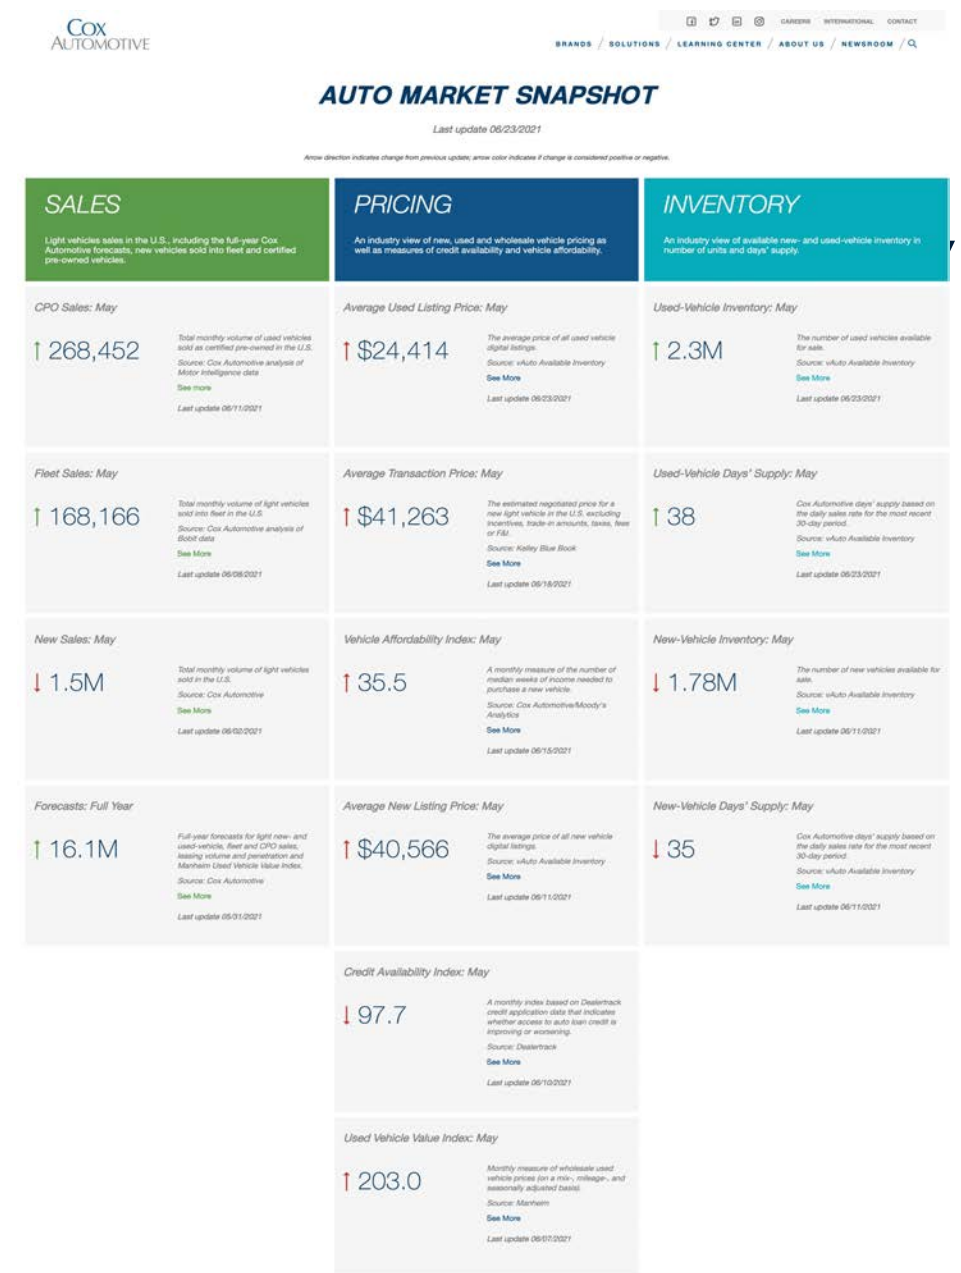 COX
AUTOMOTIVE
CAREERS INTERNATIONAL CONTACT
BRANDS / SOLUTIONS / LEARNING CENTER / ABOUT US / NEWSROOM /
AUTO MARKET SNAPSHOT
Last update 06/23/2021
Arrow direction indicates change from previous update; arrow color indicates if change is considered positive or negative.
SALES
Light vehicles sales in the U.S., including the full-year Cox
Automotive forecasts, new vehicles sold into fleet and certified
pre-owned vehicles.
CPO Sales: May
↑ 268,452
Total monthly volume of used vehicles
sold as certified pre-owned in the U.S.
Source: Cox Automotive analysis of
Motor Intelligence data
See more
Last update 06/11/2021
Fleet Sales: May
↑ 168,166
Total monthly volume of light vehicles
sold into fleet in the U.S.
Source: Cox Automotive analysis of
Bobit data
See More
Last update 06/08/2021
New Sales: May
↓ 1.5M
Total monthly volume of light vehicles
sold in the U.S.
Source: Cox Automotive
See More
Last update 06/02/2021
Forecasts: Full Year
↑ 16.1M
Full-year forecasts for light new- and
used-vehicle, fleet and CPO sales,
leasing volume and penetration and
Manheim Used Vehicle Value Index.
Source: Cox Automotive
See More
Last update 05/31/2021
PRICING
An industry view of new, used and wholesale vehicle pricing as
well as measures of credit availability and vehicle affordability.
Average Used Listing Price: May
↑ $24,414
The average price of all used vehicle
digital listings.
Source: vAuto Available Inventory
See More
Last update 06/23/2021
Average Transaction Price: May
↑ $41,263
The estimated negotiated price for a
new light vehicle in the U.S. excluding
incentives, trade-in amounts, taxes, fees
or F&I.
Source: Kelley Blue Book
See More
Last update 06/18/2021
Vehicle Affordability Index: May
↑ 35.5
A monthly measure of the number of
median weeks of income needed to
purchase a new vehicle.
Source: Cox Automotive/Moody's
Analytics
See More
Last update 06/15/2021
Average New Listing Price: May
↑ $40,566
The average price of all new vehicle
digital listings.
Source: vAuto Available Inventory
See More
Last update 06/11/2021
Credit Availability Index: May
↓ 97.7
A monthly index based on Dealertrack
credit application data that indicates
whether access to auto loan credit is
improving or worsening.
Source: Dealertrack
See More
Last update 06/10/2021
Used Vehicle Value Index: May
↑ 203.0
Monthly measure of wholesale used
vehicle prices (on a mix-, mileage-, and
seasonally adjusted basis).
Source: Manheim
See More
Last update 06/07/2021
INVENTORY
An industry view of available new- and used-vehicle inventory in
number of units and days' supply.
Used-Vehicle Inventory: May
↑ 2.3M
The number of used vehicles available
for sale.
Source: vAuto Available Inventory
See More
Last update 06/23/2021
Used-Vehicle Days' Supply: May
↑ 38
Cox Automotive days' supply based on
the daily sales rate for the most recent
30-day period.
Source: vAuto Available Inventory
See More
Last update 06/23/2021
New-Vehicle Inventory: May
↓ 1.78M
The number of new vehicles available for
sale.
Source: vAuto Available Inventory
See More
Last update 06/11/2021
New-Vehicle Days' Supply: May
↓ 35
Cox Automotive days' supply based on
the daily sales rate for the most recent
30-day period.
Source: vAuto Available Inventory
See More
Last update 06/11/2021